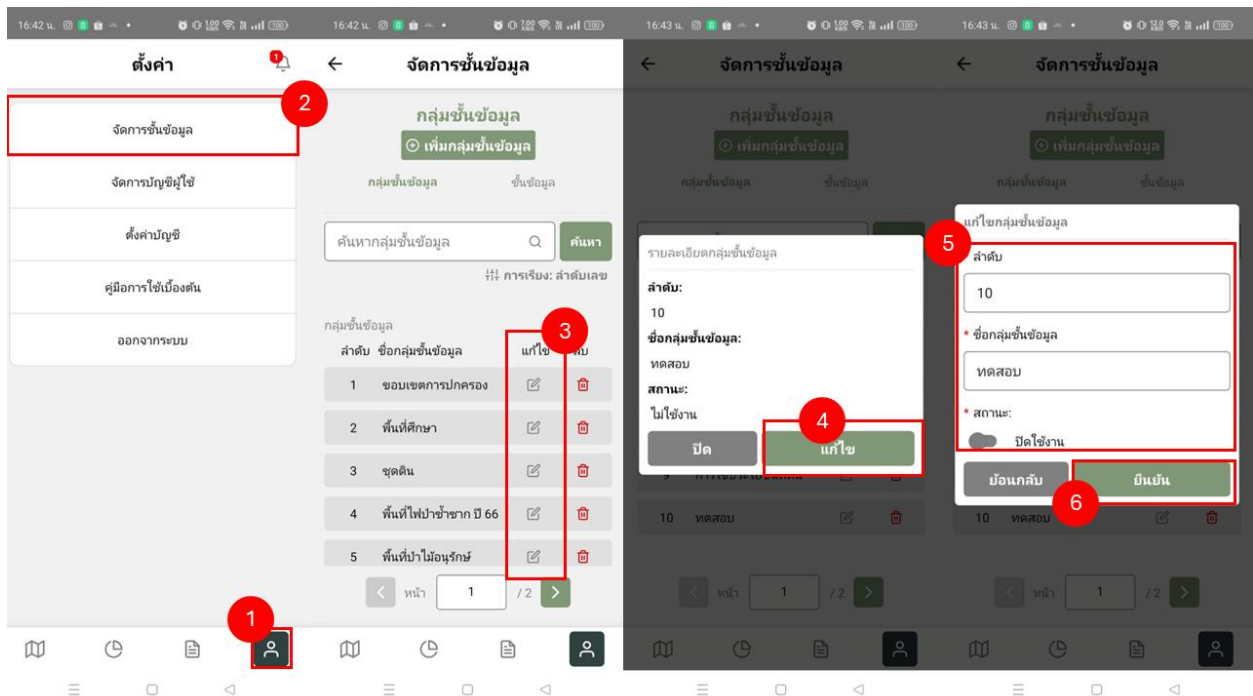 16:42 น.
100
ตั้งค่า
1
2
จัดการชั้นข้อมูล
จัดการบัญชีผู้ใช้
ตั้งค่าบัญชี
คู่มือการใช้เบื้องต้น
ออกจากระบบ
1
16:42 น.
100
จัดการชั้นข้อมูล
กลุ่มชั้นข้อมูล
เพิ่มกลุ่มชั้นข้อมูล
กลุ่มชั้นข้อมูล ชั้นข้อมูล
ค้นหากลุ่มชั้นข้อมูล ค้นหา
การเรียง: ลำดับเลข
กลุ่มชั้นข้อมูล
3
ลำดับ ชื่อกลุ่มชั้นข้อมูล แก้ไข ลบ
1 ขอบเขตการปกครอง
2 พื้นที่ศึกษา
3 ชุดดิน
4 พื้นที่ไฟป่าซ้ำซาก ปี 66
5 พื้นที่ป่าไม้อนุรักษ์
หน้า 1 / 2
16:43 น.
100
จัดการชั้นข้อมูล
กลุ่มชั้นข้อมูล
เพิ่มกลุ่มชั้นข้อมูล
กลุ่มชั้นข้อมูล ชั้นข้อมูล
รายละเอียดกลุ่มชั้นข้อมูล
ลำดับ:
10
ชื่อกลุ่มชั้นข้อมูล:
ทดสอบ
สถานะ:
ไม่ใช้งาน
4
ปิด แก้ไข
10 ทดสอบ
หน้า 1 / 2
16:43 น.
100
จัดการชั้นข้อมูล
กลุ่มชั้นข้อมูล
เพิ่มกลุ่มชั้นข้อมูล
กลุ่มชั้นข้อมูล ชั้นข้อมูล
แก้ไขกลุ่มชั้นข้อมูล
5
ลำดับ
10
* ชื่อกลุ่มชั้นข้อมูล
ทดสอบ
* สถานะ:
ปิดใช้งาน
ย้อนกลับ ยืนยัน
6
10 ทดสอบ
หน้า 1 / 2